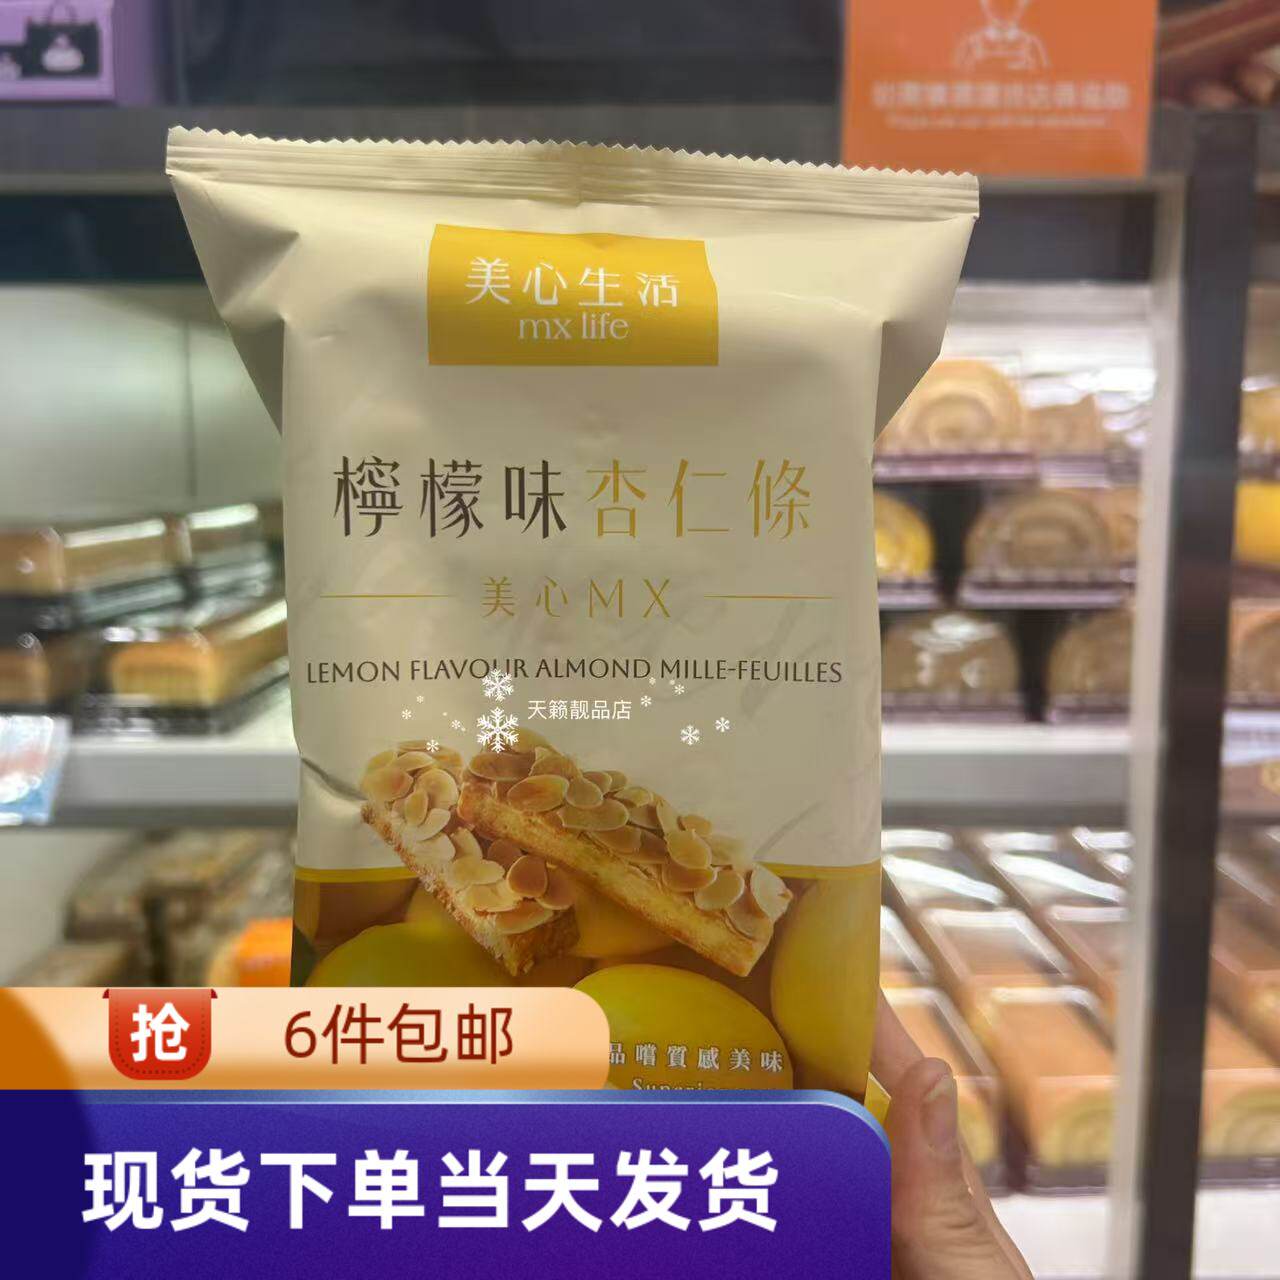 美心生活
mx life
檸檬味杏仁條
美心MX
LEMON FLAVOUR ALMOND MILLE-FEUILLES
天籁靓品店
品嚐質感美味
抢
6件包邮
现货下单当天发货